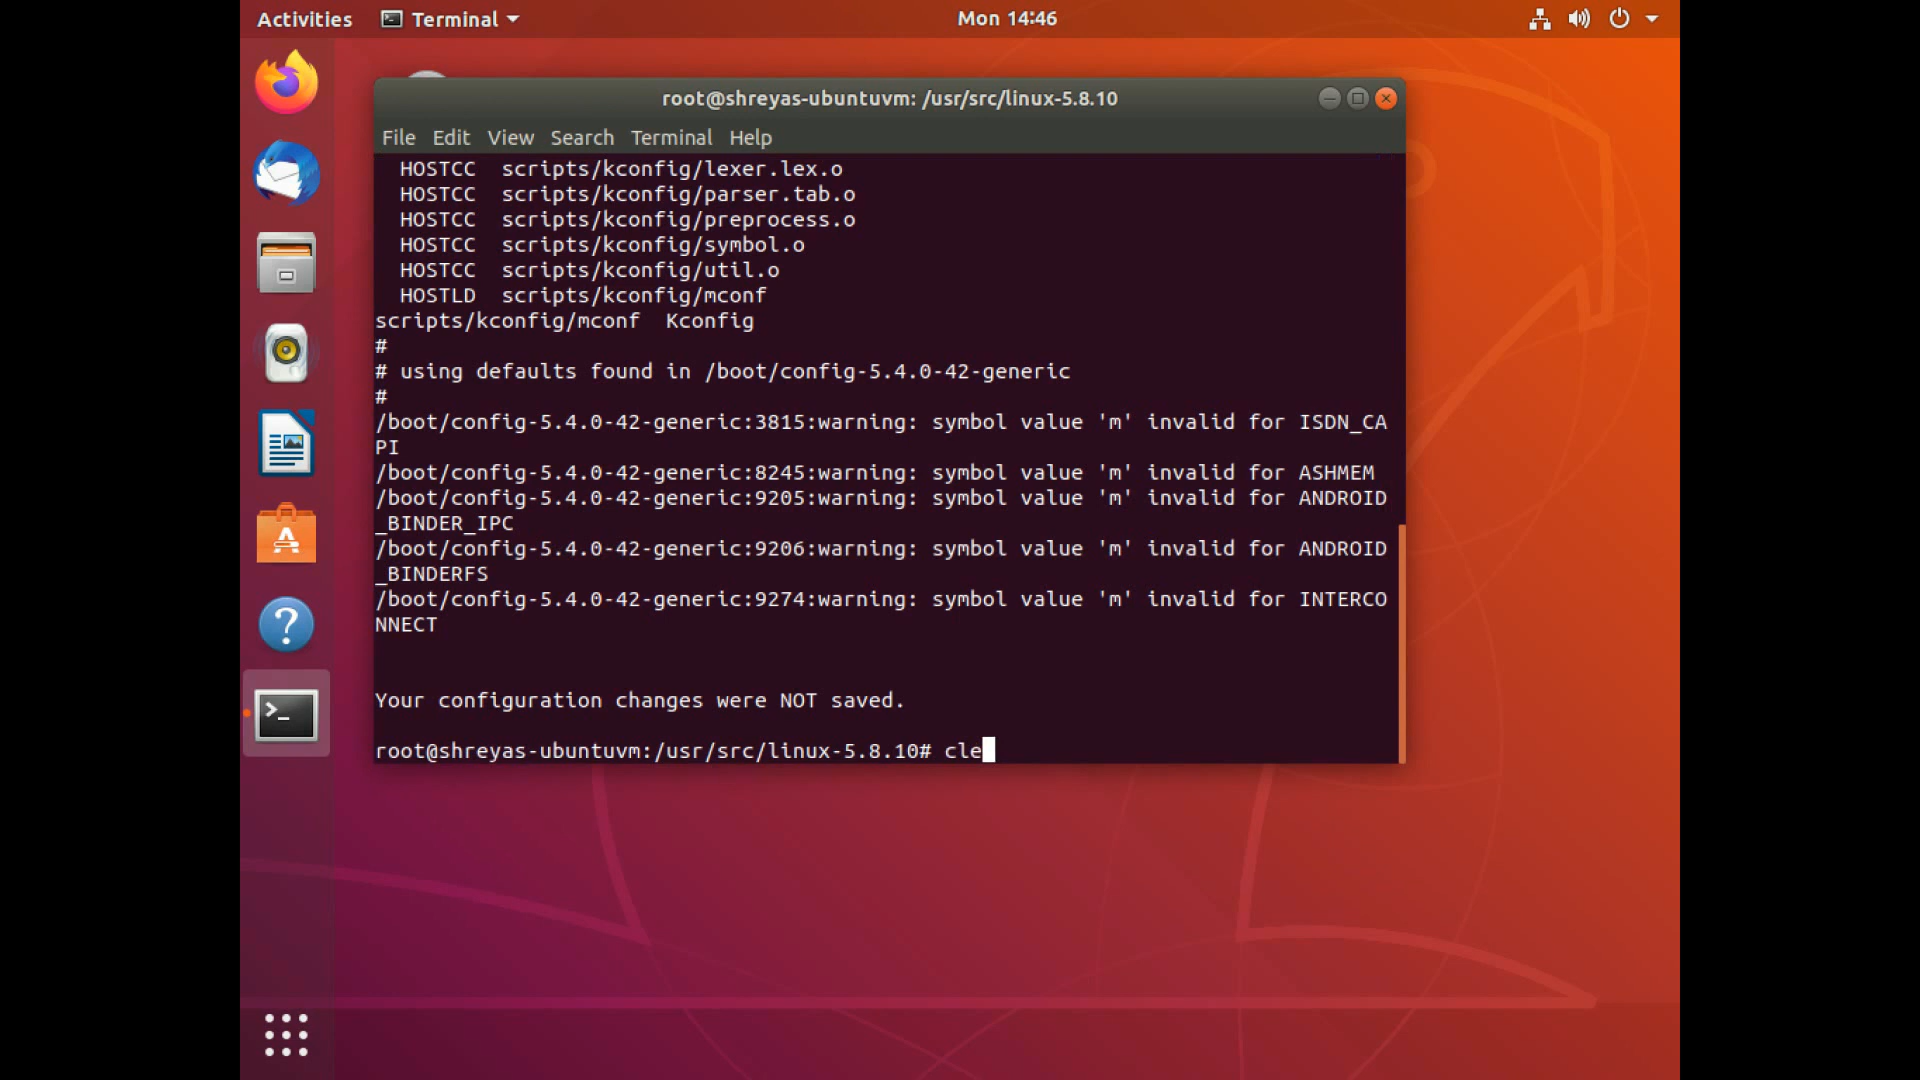 Activities Terminal Mon 14:46
root@shreyas-ubuntuvm: /usr/src/linux-5.8.10
File Edit View Search Terminal Help
HOSTCC scripts/kconfig/lexer.lex.o
HOSTCC scripts/kconfig/parser.tab.o
HOSTCC scripts/kconfig/preprocess.o
HOSTCC scripts/kconfig/symbol.o
HOSTCC scripts/kconfig/util.o
HOSTLD scripts/kconfig/mconf
scripts/kconfig/mconf Kconfig
#
# using defaults found in /boot/config-5.4.0-42-generic
#
/boot/config-5.4.0-42-generic:3815:warning: symbol value 'm' invalid for ISDN_CA
PI
/boot/config-5.4.0-42-generic:8245:warning: symbol value 'm' invalid for ASHMEM
/boot/config-5.4.0-42-generic:9205:warning: symbol value 'm' invalid for ANDROID
_BINDER_IPC
/boot/config-5.4.0-42-generic:9206:warning: symbol value 'm' invalid for ANDROID
_BINDERFS
/boot/config-5.4.0-42-generic:9274:warning: symbol value 'm' invalid for INTERCO
NNECT
Your configuration changes were NOT saved.
root@shreyas-ubuntuvm:/usr/src/linux-5.8.10# cle